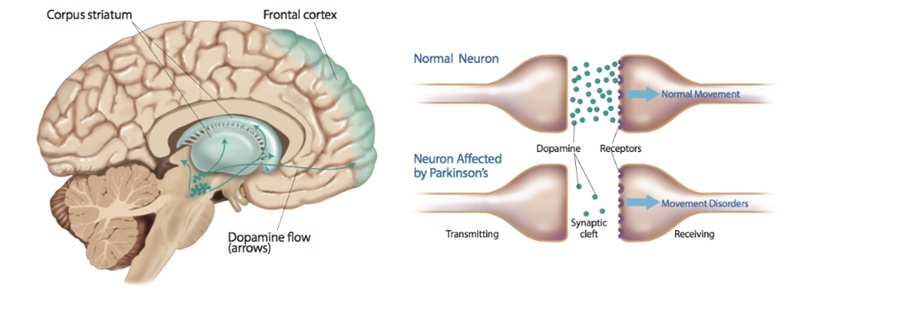 Corpus striatum
Frontal cortex
Dopamine flow
(arrows)
Normal Neuron
Normal Movement
Dopamine
Receptors
Neuron Affected
by Parkinson's
Movement Disorders
Synaptic
cleft
Transmitting
Receiving